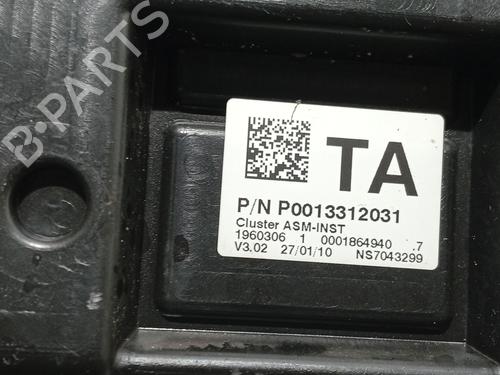 B-PARTS
TA
P/N P0013312031
Cluster ASM-INST
1960306 1 0001864940 .7
V3.02 27/01/10 NS7043299